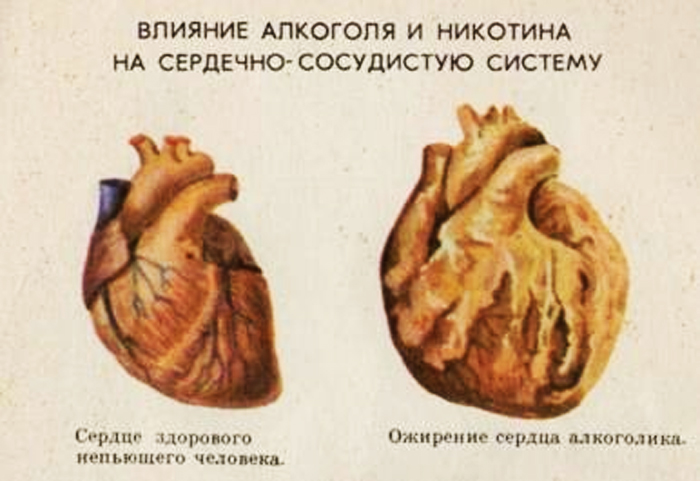 ВЛИЯНИЕ АЛКОГОЛЯ И НИКОТИНА
НА СЕРДЕЧНО-СОСУДИСТУЮ СИСТЕМУ
Сердце здорового
непьющего человека.
Ожирение сердца алкоголика.